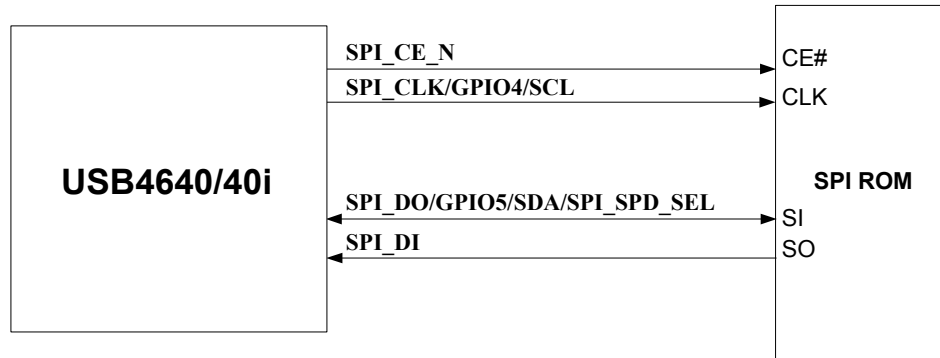 SPI_CE_N
CE#
SPI_CLK/GPIO4/SCL
CLK
USB4640/40i
SPI ROM
SPI_DO/GPIO5/SDA/SPI_SPD_SEL
SI
SPI_DI
SO